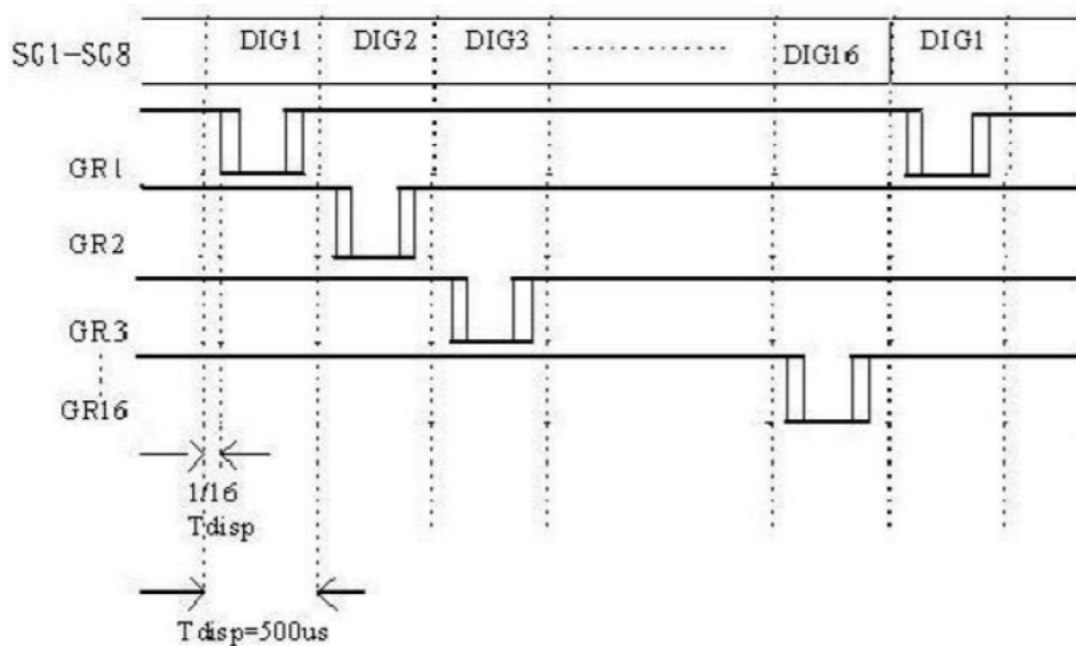 DIG1 DIG2 DIG3 DIG16 DIG1
SG1-SG8
GR1
GR2
GR3
GR16
1/16
Tdisp
Tdisp=500us